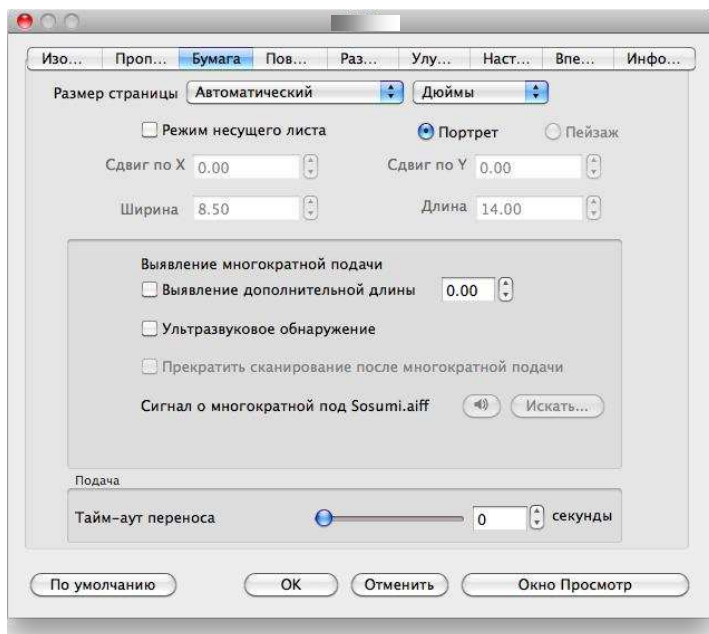 Изо... Проп... Бумага Пов... Раз... Улу... Наст... Впе... Инфо...
Размер страницы Автоматический Дюймы
Режим несущего листа Портрет Пейзаж
Сдвиг по X 0.00 Сдвиг по Y 0.00
Ширина 8.50 Длина 14.00
Выявление многократной подачи
Выявление дополнительной длины 0.00
Ультразвуковое обнаружение
Прекратить сканирование после многократной подачи
Сигнал о многократной под Sosumi.aiff Искать...
Подача
Тайм-аут переноса 0 секунды
По умолчанию OK Отменить Окно Просмотр